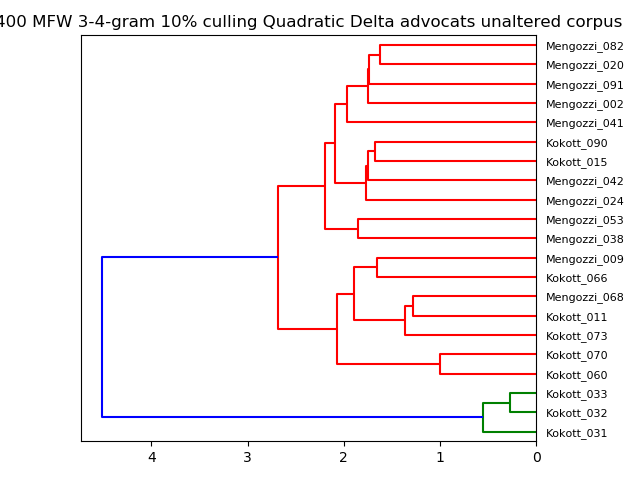 400 MFW 3-4-gram 10% culling Quadratic Delta advocats unaltered corpus
Mengozzi_082
Mengozzi_020
Mengozzi_091
Mengozzi_002
Mengozzi_041
Kokott_090
Kokott_015
Mengozzi_042
Mengozzi_024
Mengozzi_053
Mengozzi_038
Mengozzi_009
Kokott_066
Mengozzi_068
Kokott_011
Kokott_073
Kokott_070
Kokott_060
Kokott_033
Kokott_032
Kokott_031
4 3 2 1 0